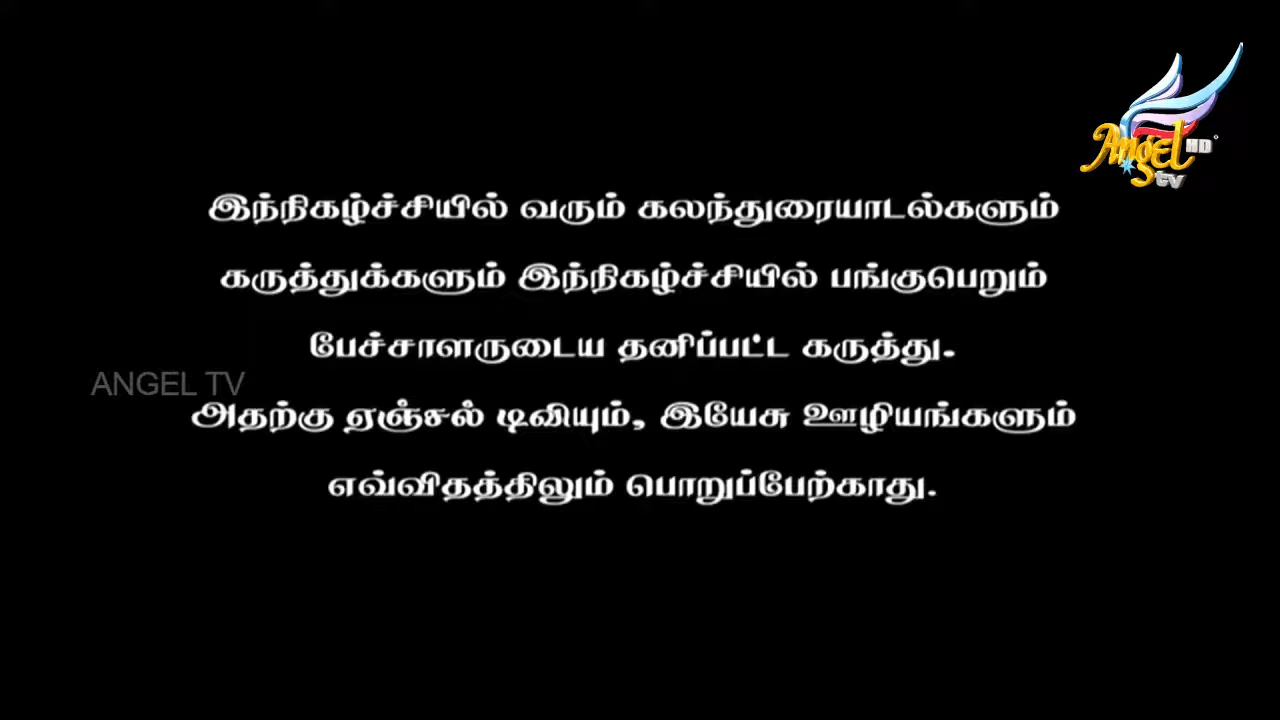 Angel HD
tv
இந்நிகழ்ச்சியில் வரும் கலந்துரையாடல்களும்
கருத்துக்களும் இந்நிகழ்ச்சியில் பங்குபெறும்
பேச்சாளருடைய தனிப்பட்ட கருத்து.
ANGEL TV
அதற்கு ஏஞ்சல் டிவியும், இயேசு ஊழியங்களும்
எவ்விதத்திலும் பொறுப்பேற்காது.